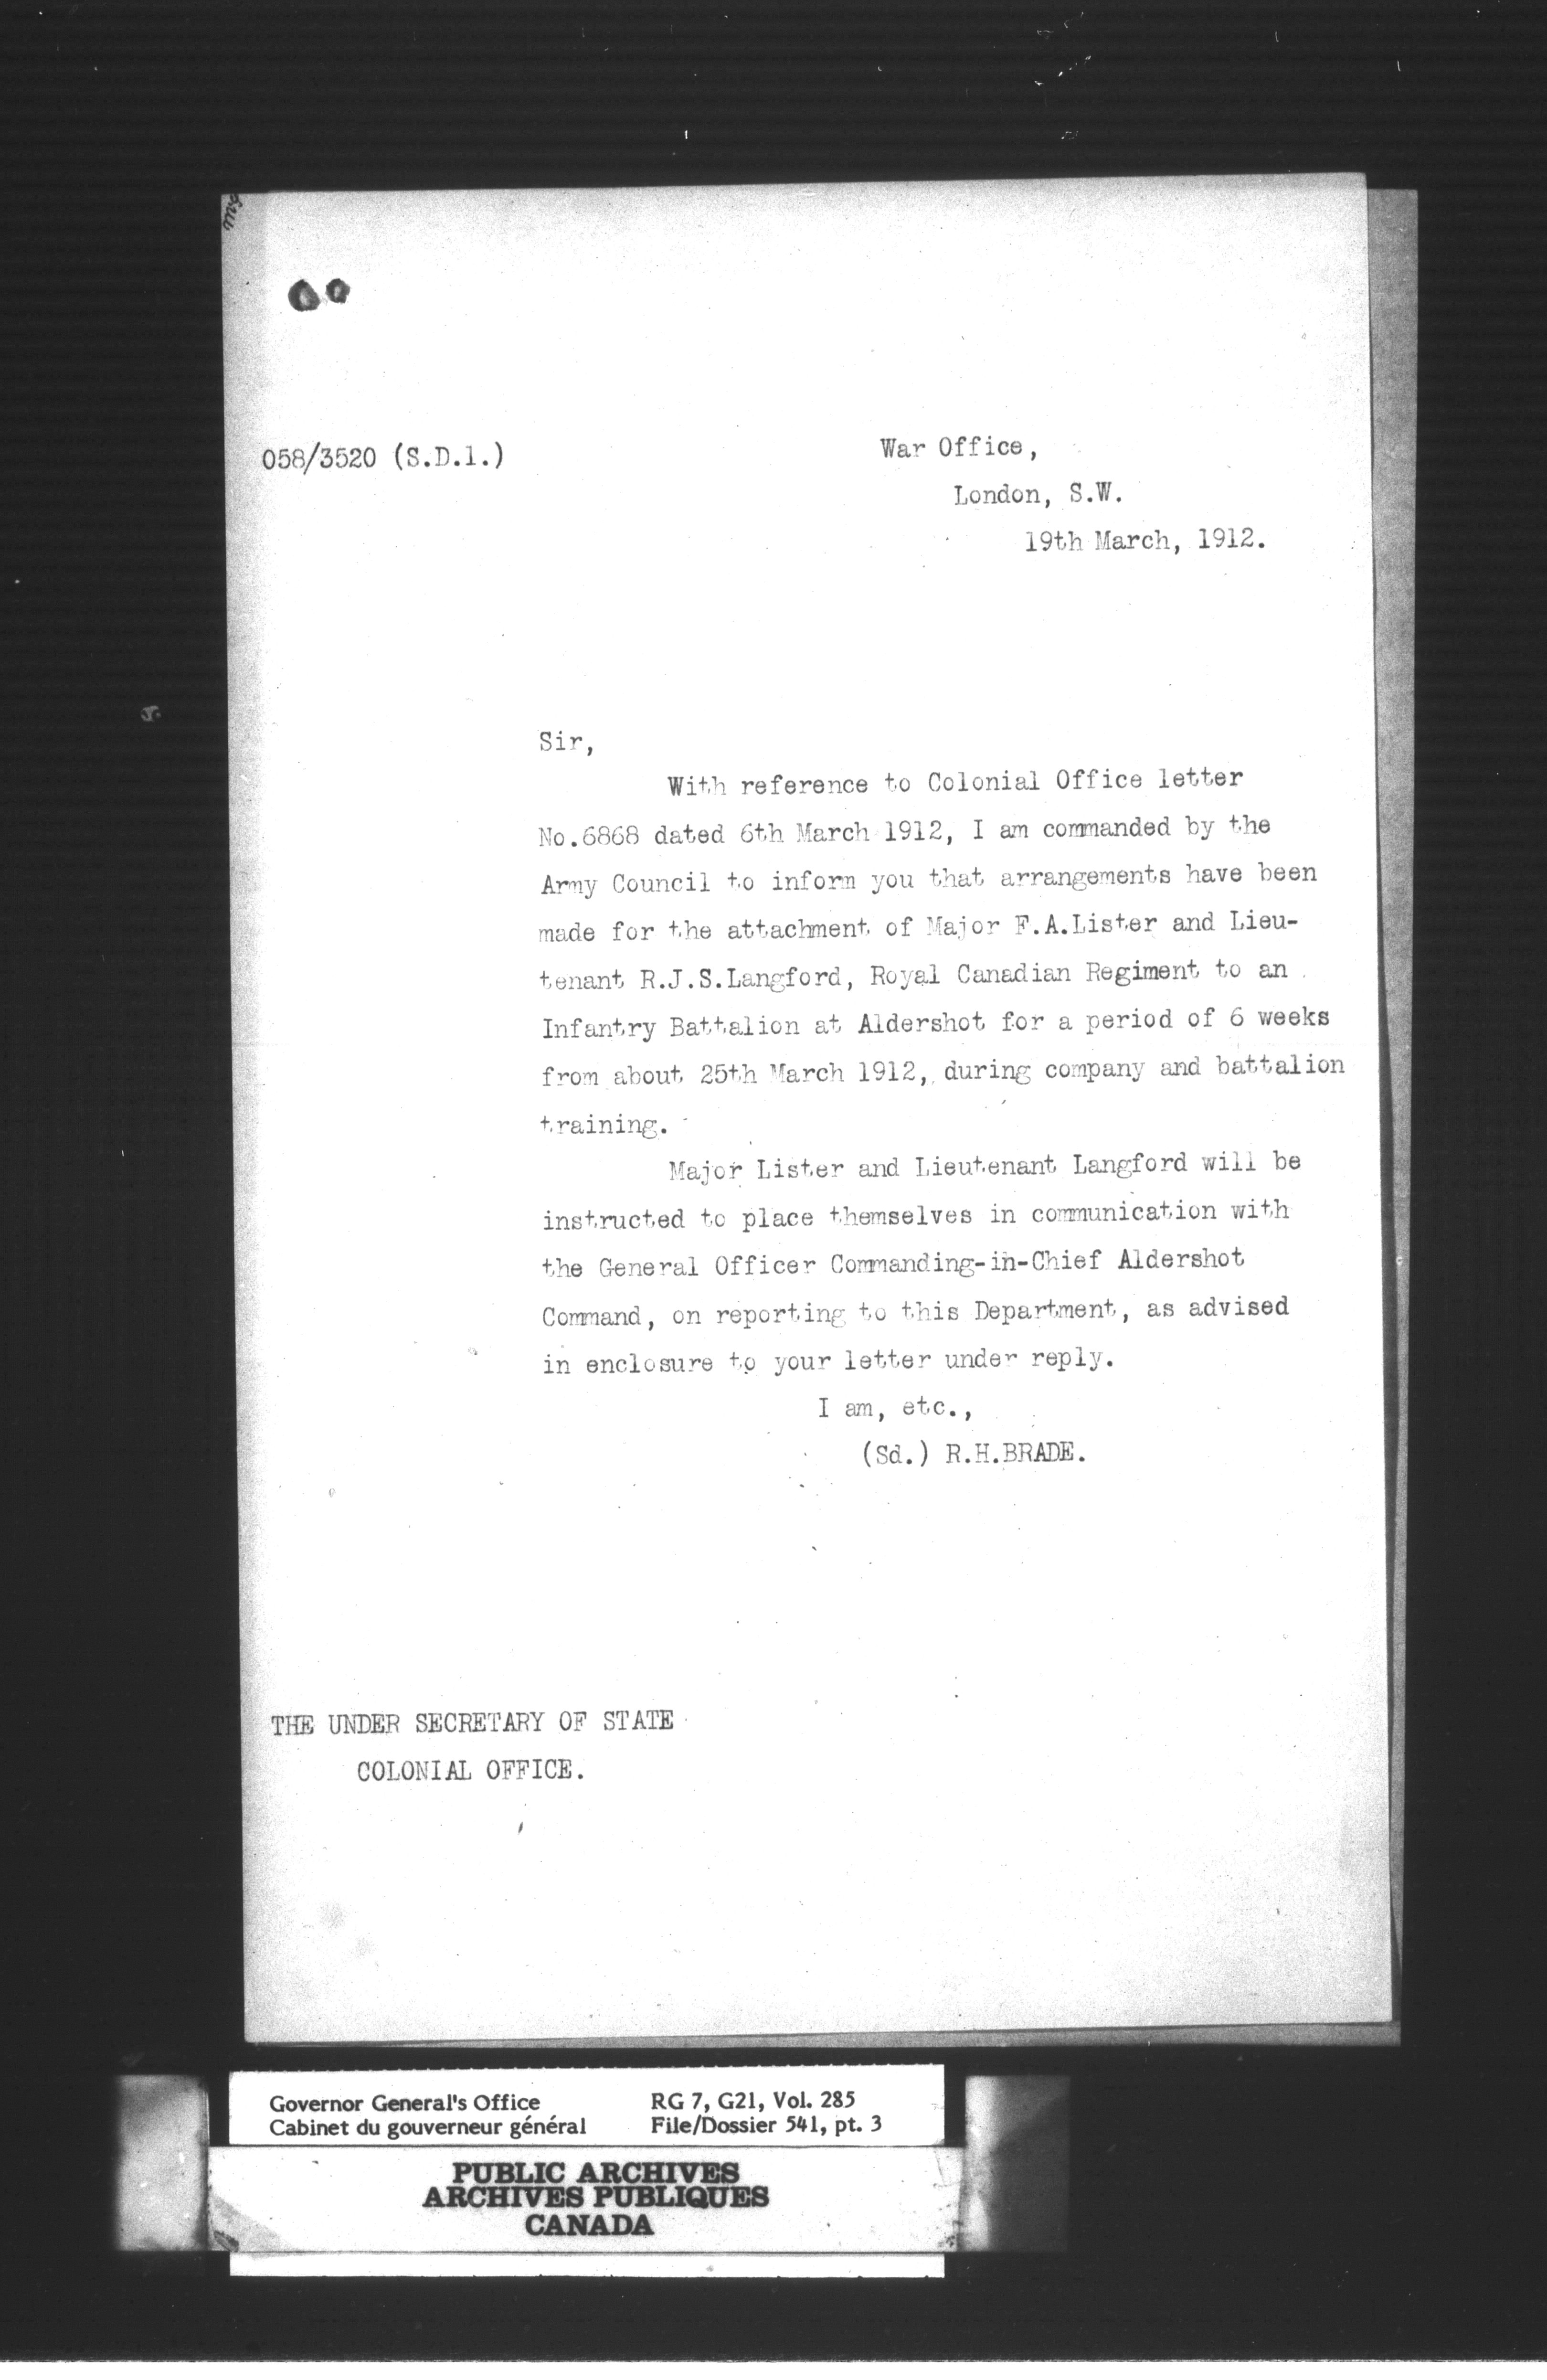 058/3520 (S.D.1.)
War Office,
London, S.W.
19th March, 1912.
Sir,
With reference to Colonial Office letter
No.6868 dated 6th March 1912, I am commanded by the
Army Council to inform you that arrangements have been
made for the attachment of Major F.A.Lister and Lieu-
tenant R.J.S.Langford, Royal Canadian Regiment to an
Infantry Battalion at Aldershot for a period of 6 weeks
from about 25th March 1912, during company and battalion
training.
Major Lister and Lieutenant Langford will be
instructed to place themselves in communication with
the General Officer Commanding-in-Chief Aldershot
Command, on reporting to this Department, as advised
in enclosure to your letter under reply.
I am, etc.,
(Sd.) R.H.BRADE.
THE UNDER SECRETARY OF STATE
COLONIAL OFFICE.
Governor General's Office
Cabinet du gouverneur général
RG 7, G21, Vol. 285
File/Dossier 541, pt. 3
PUBLIC ARCHIVES
ARCHIVES PUBLIQUES
CANADA